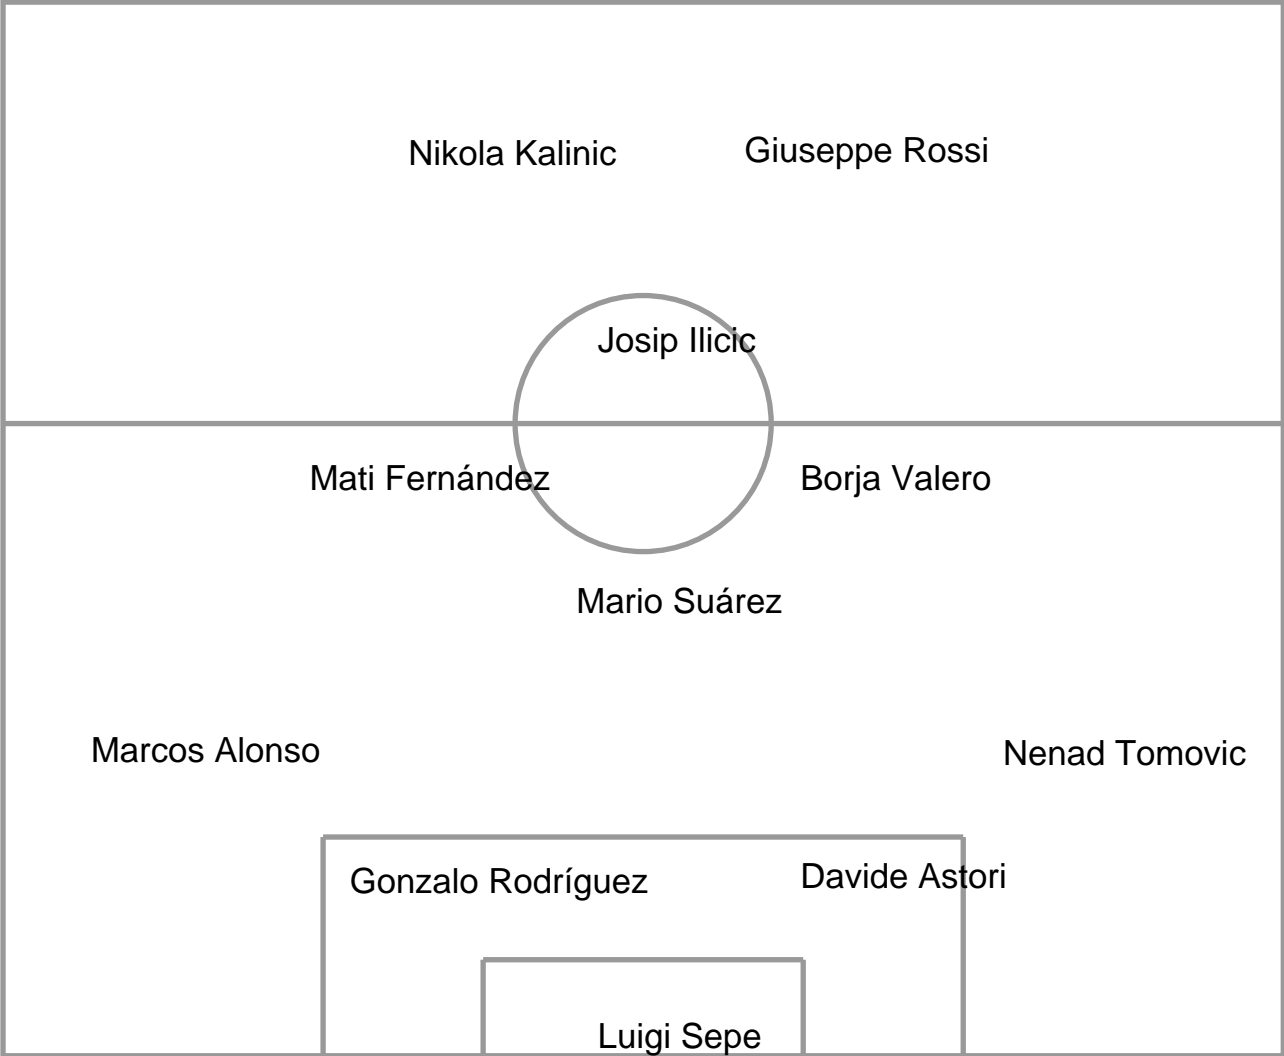 Nikola Kalinic
Giuseppe Rossi
Josip Ilicic
Mati Fernández
Borja Valero
Mario Suárez
Marcos Alonso
Nenad Tomovic
Gonzalo Rodríguez
Davide Astori
Luigi Sepe